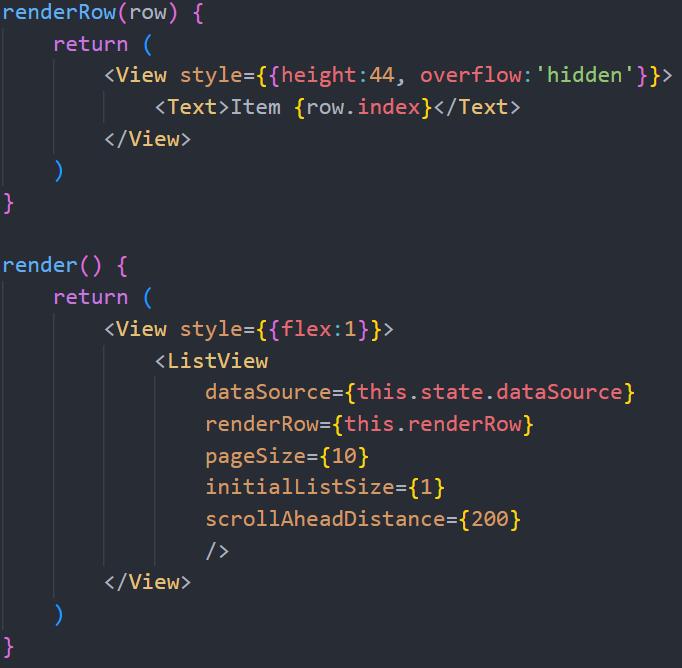 renderRow(row) {
    return (
        <View style={{height:44, overflow:'hidden'}}>
            <Text>Item {row.index}</Text>
        </View>
    )
}

render() {
    return (
        <View style={{flex:1}}>
            <ListView
                dataSource={this.state.dataSource}
                renderRow={this.renderRow}
                pageSize={10}
                initialListSize={1}
                scrollAheadDistance={200}
                />
        </View>
    )
}